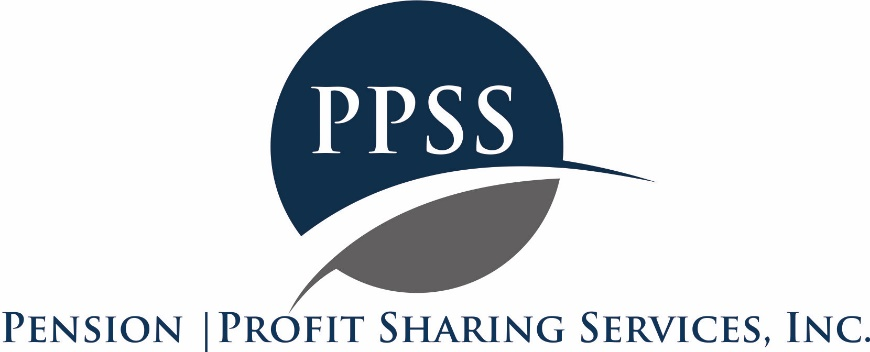 PPSS
PENSION | PROFIT SHARING SERVICES, INC.